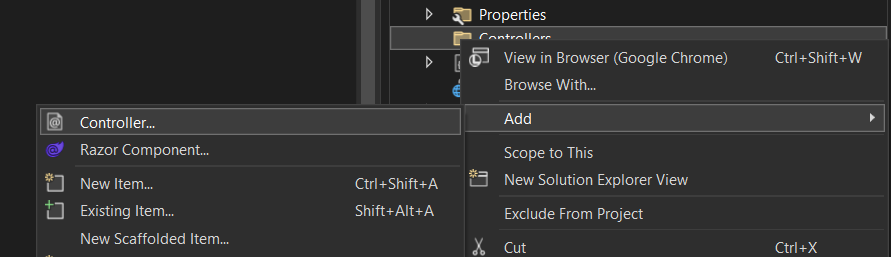 Properties
Controllers
View in Browser (Google Chrome) Ctrl+Shift+W
Browse With...
Controller...
Add
Razor Component...
Scope to This
New Item... Ctrl+Shift+A
New Solution Explorer View
Existing Item... Shift+Alt+A
Exclude From Project
New Scaffolded Item...
Cut Ctrl+X